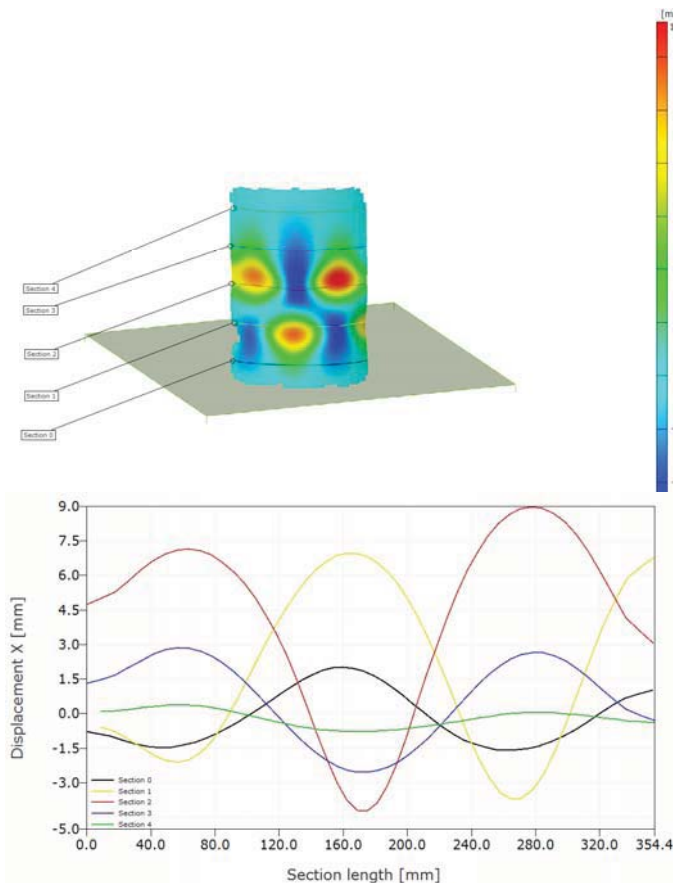 [m
1
Section 4
Section 3
Section 2
Section 1
Section 0
9.0
7.5
6.0
4.5
3.0
1.5
0.0
-1.5
-3.0
-5.0
Displacement X [mm]
Section 0
Section 1
Section 2
Section 3
Section 4
0.0 40.0 80.0 120.0 160.0 200.0 240.0 280.0 320.0 354.4
Section length [mm]